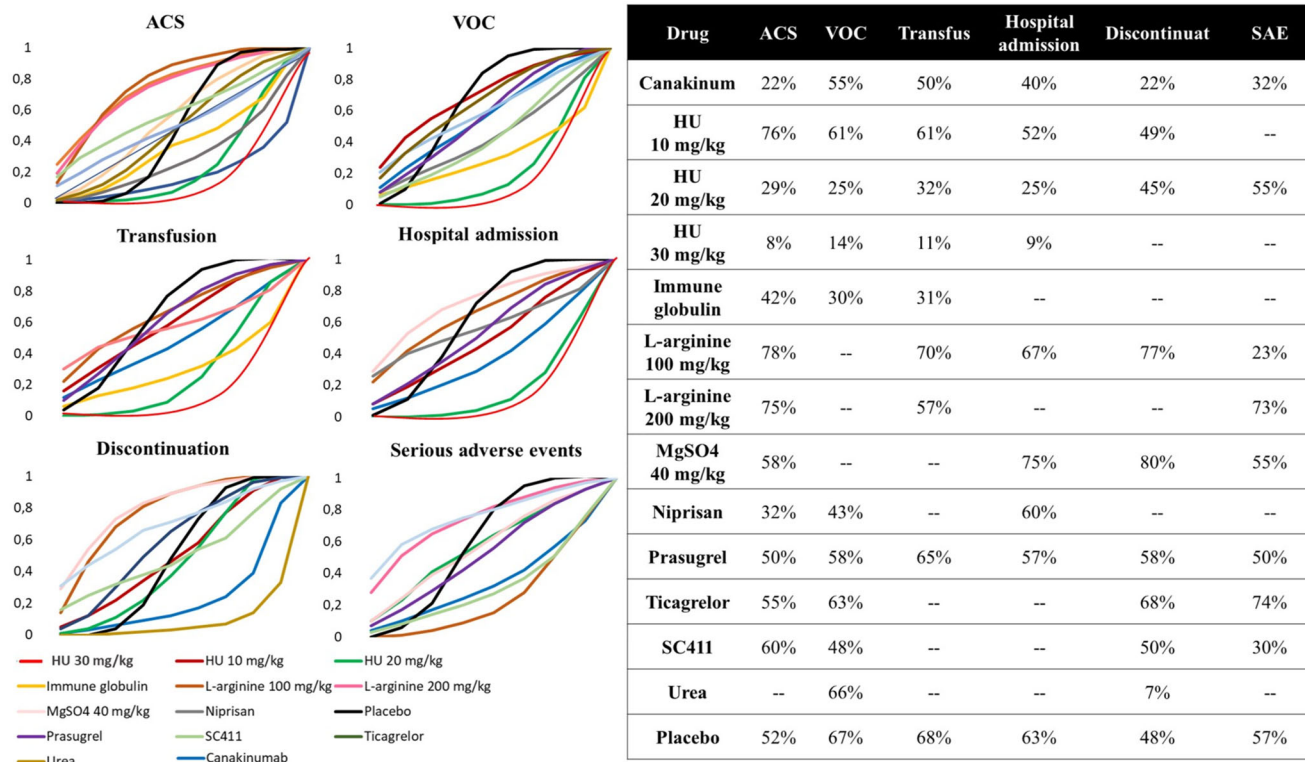 ACS
VOC
1
0,8
0,6
0,4
0,2
0
1
0,8
0,6
0,4
0,2
0
Transfusion
Hospital admission
1
0,8
0,6
0,4
0,2
0
1
0,8
0,6
0,4
0,2
0
Discontinuation
Serious adverse events
1
0,8
0,6
0,4
0,2
0
1
0,8
0,6
0,4
0,2
0
HU 30 mg/kg HU 10 mg/kg HU 20 mg/kg
Immune globulin L-arginine 100 mg/kg L-arginine 200 mg/kg
MgSO4 40 mg/kg Niprisan Placebo
Prasugrel SC411 Ticagrelor
Urea Canakinumab
Drug ACS VOC Transfus Hospital admission Discontinuat SAE
Canakinum 22% 55% 50% 40% 22% 32%
HU 10 mg/kg 76% 61% 61% 52% 49% --
HU 20 mg/kg 29% 25% 32% 25% 45% 55%
HU 30 mg/kg 8% 14% 11% 9% -- --
Immune globulin 42% 30% 31% -- -- --
L-arginine 100 mg/kg 78% -- 70% 67% 77% 23%
L-arginine 200 mg/kg 75% -- 57% -- -- 73%
MgSO4 40 mg/kg 58% -- -- 75% 80% 55%
Niprisan 32% 43% -- 60% -- --
Prasugrel 50% 58% 65% 57% 58% 50%
Ticagrelor 55% 63% -- -- 68% 74%
SC411 60% 48% -- -- 50% 30%
Urea -- 66% -- -- 7% --
Placebo 52% 67% 68% 63% 48% 57%